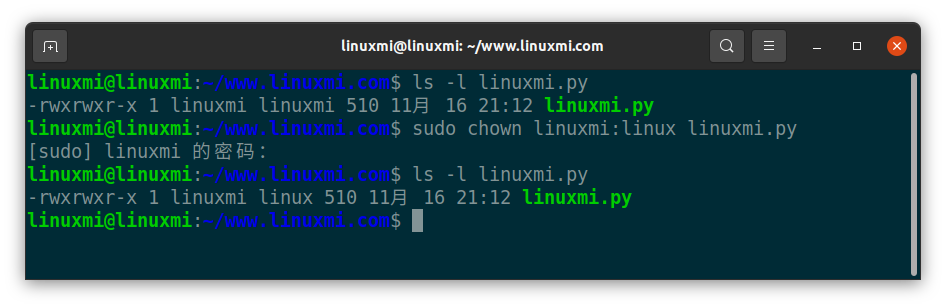 linuxmi@linuxmi: ~/www.linuxmi.com
linuxmi@linuxmi:~/www.linuxmi.com$ ls -l linuxmi.py
-rwxrwxr-x 1 linuxmi linuxmi 510 11月 16 21:12 linuxmi.py
linuxmi@linuxmi:~/www.linuxmi.com$ sudo chown linuxmi:linux linuxmi.py
[sudo] linuxmi 的密码：
linuxmi@linuxmi:~/www.linuxmi.com$ ls -l linuxmi.py
-rwxrwxr-x 1 linuxmi linux 510 11月 16 21:12 linuxmi.py
linuxmi@linuxmi:~/www.linuxmi.com$